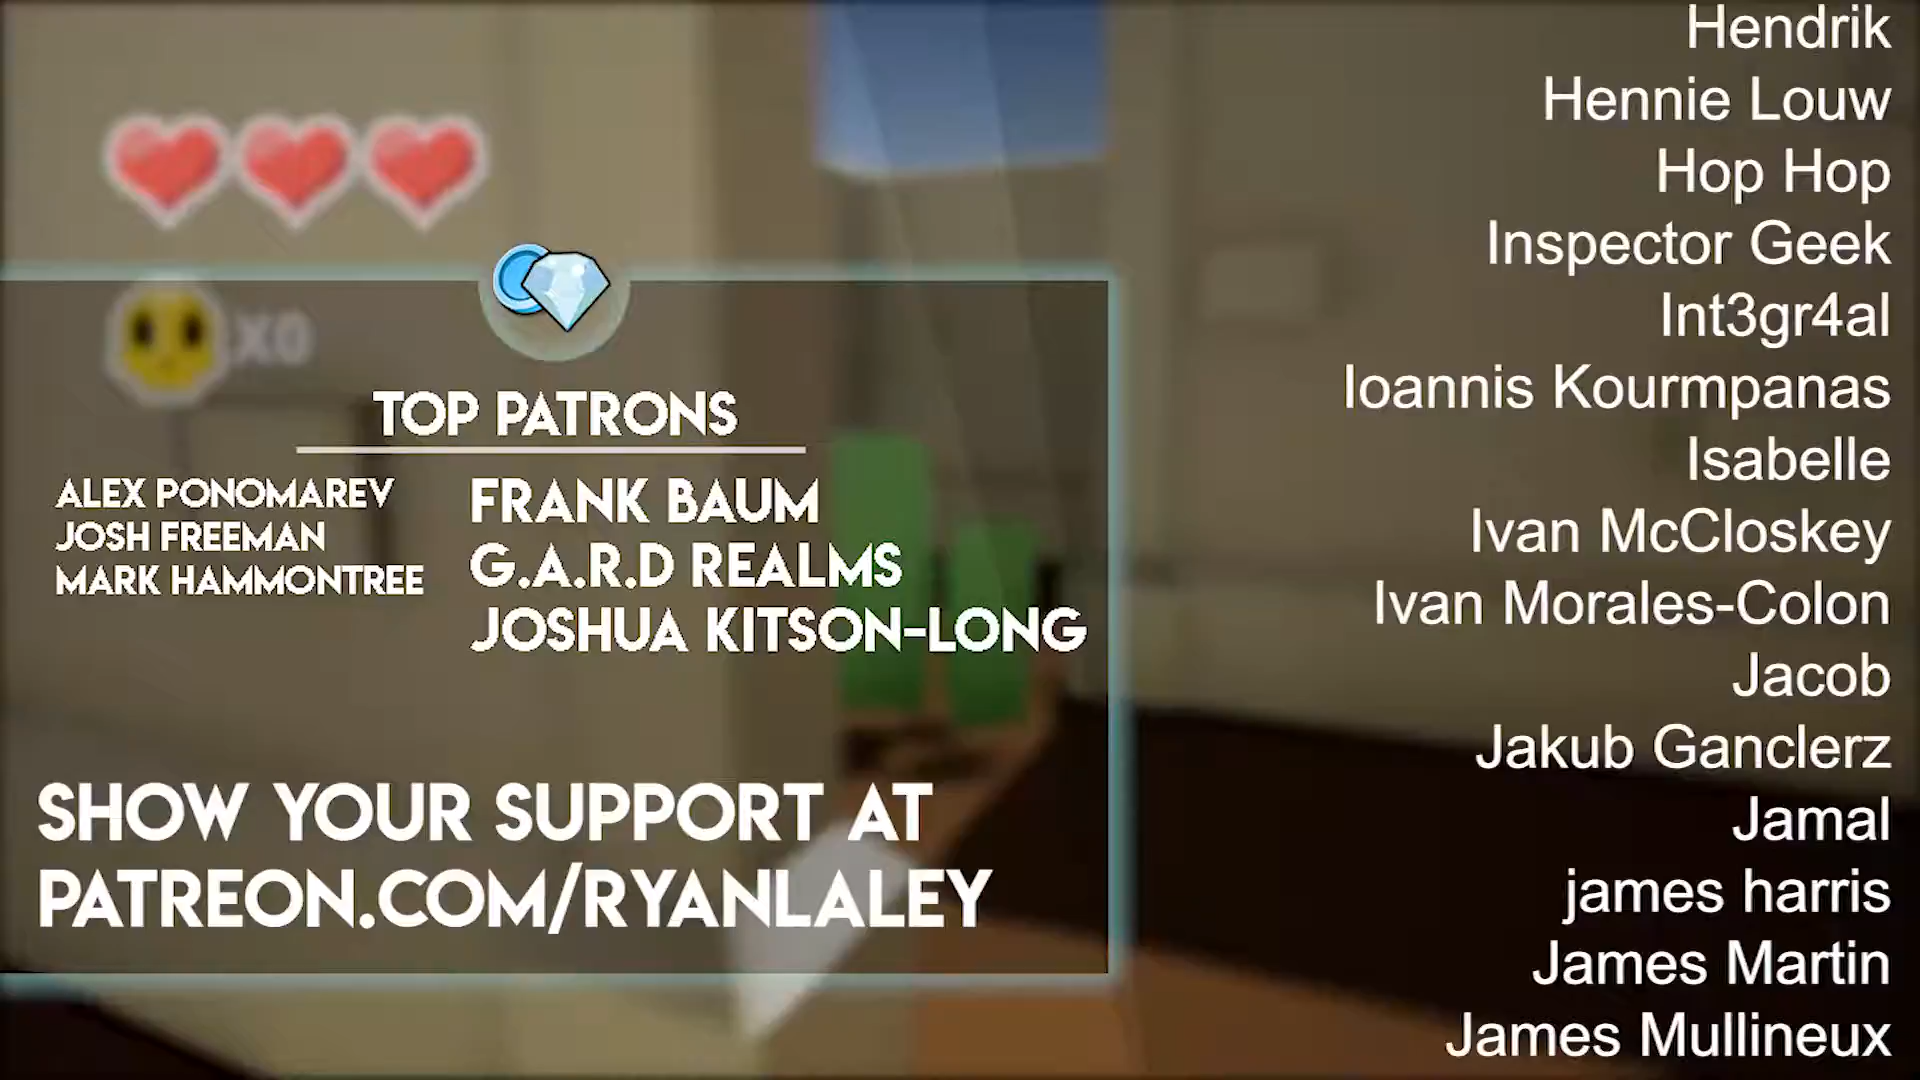 X0
TOP PATRONS
ALEX PONOMAREV
JOSH FREEMAN
MARK HAMMONTREE
FRANK BAUM
G.A.R.D REALMS
JOSHUA KITSON-LONG
SHOW YOUR SUPPORT AT
PATREON.COM/RYANLALEY
Hendrik
Hennie Louw
Hop Hop
Inspector Geek
Int3gr4al
Ioannis Kourmpanas
Isabelle
Ivan McCloskey
Ivan Morales-Colon
Jacob
Jakub Ganclerz
Jamal
james harris
James Martin
James Mullineux